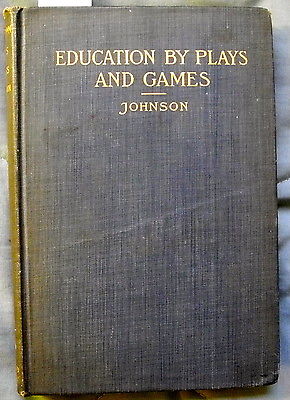 EDUCATION BY PLAYS
AND GAMES
JOHNSON